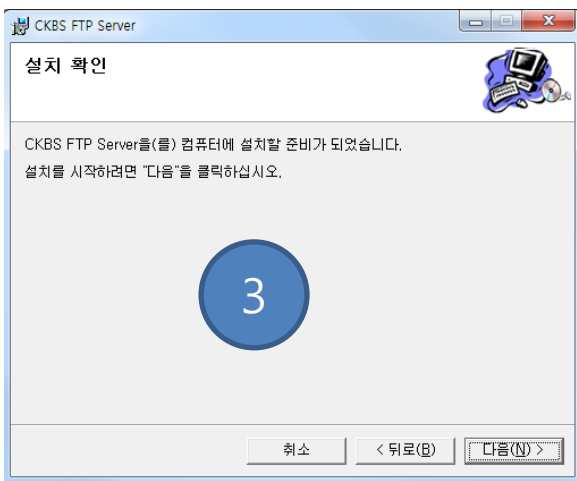 CKBS FTP Server
설치 확인
CKBS FTP Server을(를) 컴퓨터에 설치할 준비가 되었습니다.
설치를 시작하려면 "다음"을 클릭하십시오.
3
취소 < 뒤로(B) 다음(N) >